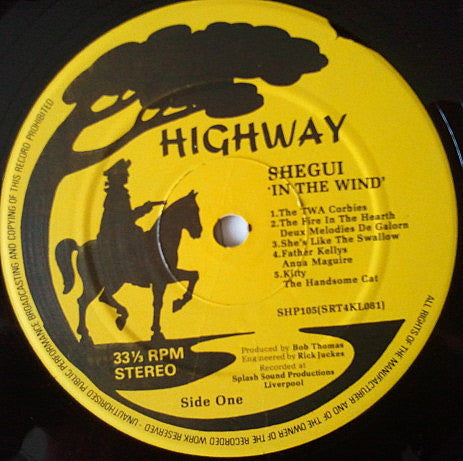 HIGHWAY
SHEGUI
'IN THE WIND'
1.The TWA Corbies
2.The Fire In The Hearth
Deux Melodies De Galorn
3.She's Like The Swallow
4.Father Kellys
Anna Maguire
5.Kitty
The Handsome Cat
SHP105(SRT4KL081)
33⅓ RPM
STEREO
Produced by Bob Thomas
Engineered by Rick Juckes
Recorded at
Splash Sound Productions
Liverpool
Side One
ALL RIGHT OF THE MANUFACTURER AND OF THE OWNER OF THE RECORDED WORK RESERVED - UNAUTHORISED PUBLIC PERFORMANCE BROADCASTING AND COPYING OF THIS RECORD PROHIBITED